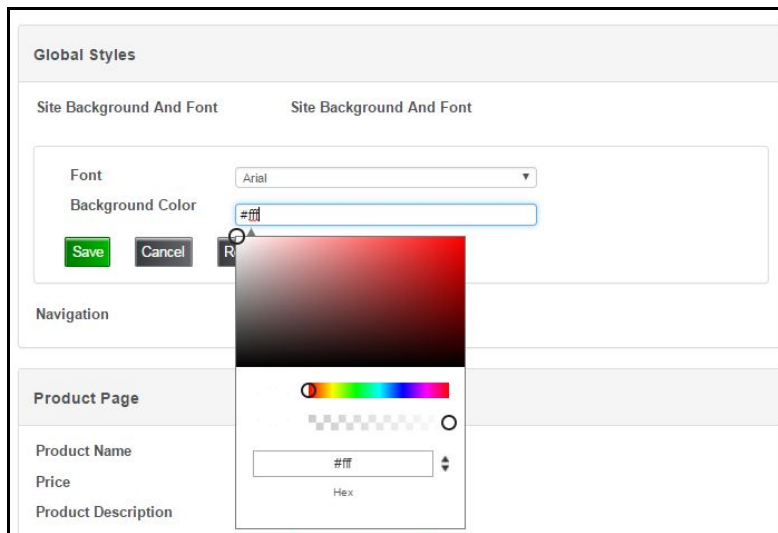 Global Styles
Site Background And Font Site Background And Font
Font Arial
Background Color #fff
Save Cancel
Navigation
#fff
Hex
Product Page
Product Name
Price
Product Description